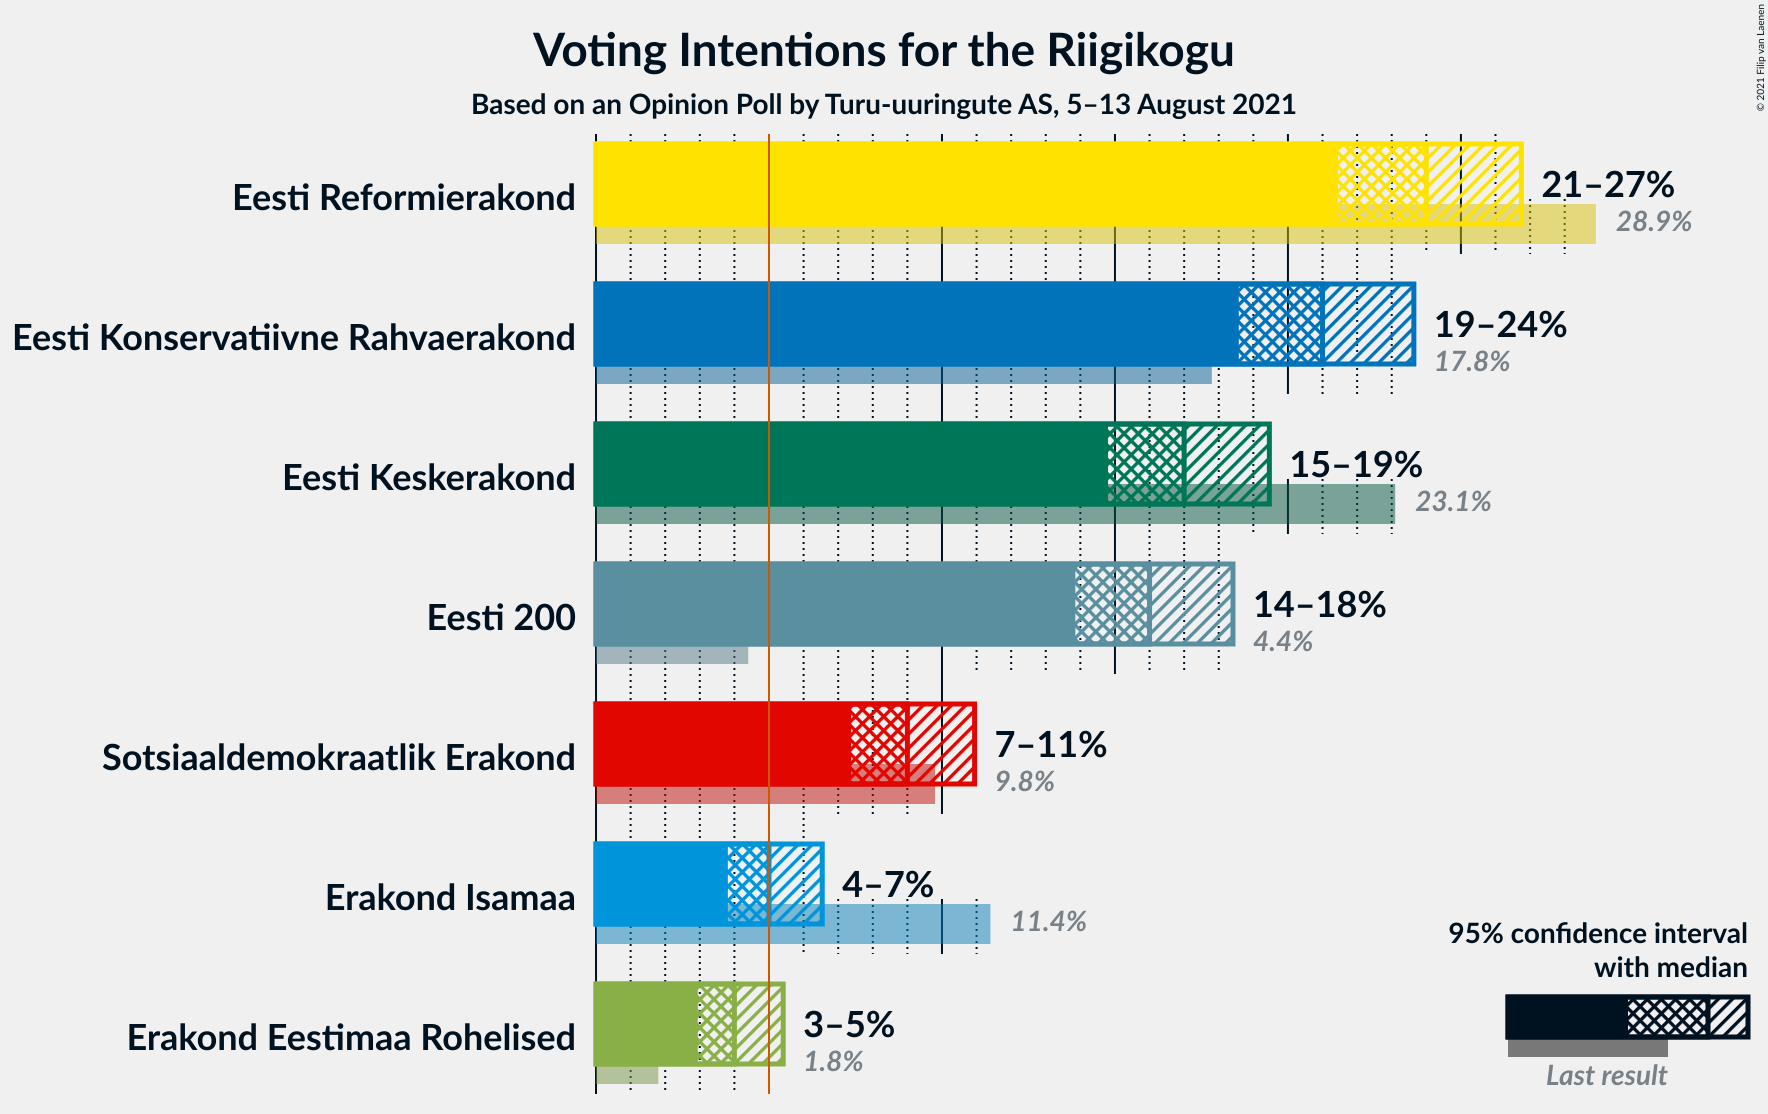 Voting Intentions for the Riigikogu
Based on an Opinion Poll by Turu-uuringute AS, 5–13 August 2021
© 2021 Filip van Laenen
Eesti Reformierakond
21–27%
28.9%
Eesti Konservatiivne Rahvaerakond
19–24%
17.8%
Eesti Keskerakond
15–19%
23.1%
Eesti 200
14–18%
4.4%
Sotsiaaldemokraatlik Erakond
7–11%
9.8%
Erakond Isamaa
4–7%
11.4%
Erakond Eestimaa Rohelised
3–5%
1.8%
95% confidence interval
with median
Last result